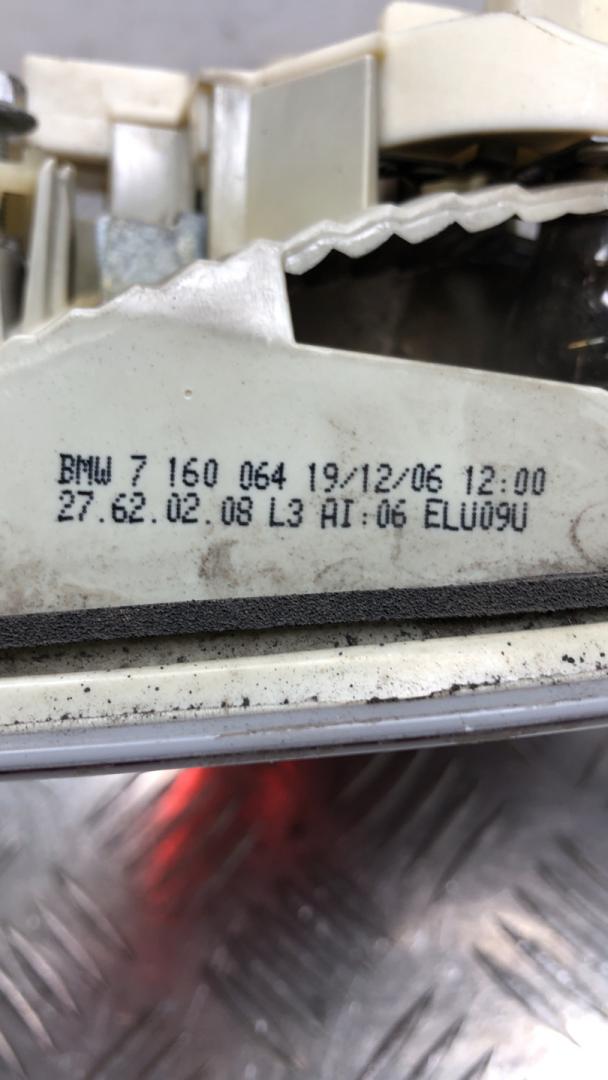 BMW 7 160 064 19/12/06 12:00
27.62.02.08 L3 AI:06 ELU09U